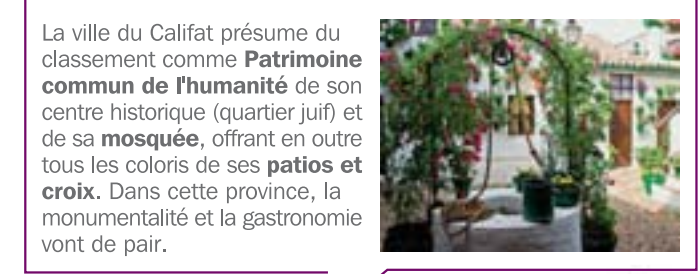 La ville du Califat présume du
classement comme Patrimoine
commun de l'humanité de son
centre historique (quartier juif) et
de sa mosquée, offrant en outre
tous les coloris de ses patios et
croix. Dans cette province, la
monumentalité et la gastronomie
vont de pair.